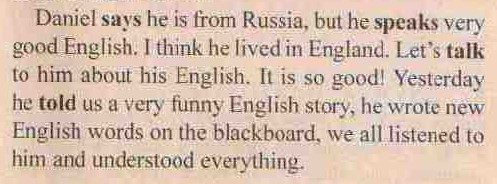 Daniel says he is from Russia, but he speaks very
good English. I think he lived in England. Let's talk
to him about his English. It is so good! Yesterday
he told us a very funny English story, he wrote new
English words on the blackboard, we all listened to
him and understood everything.